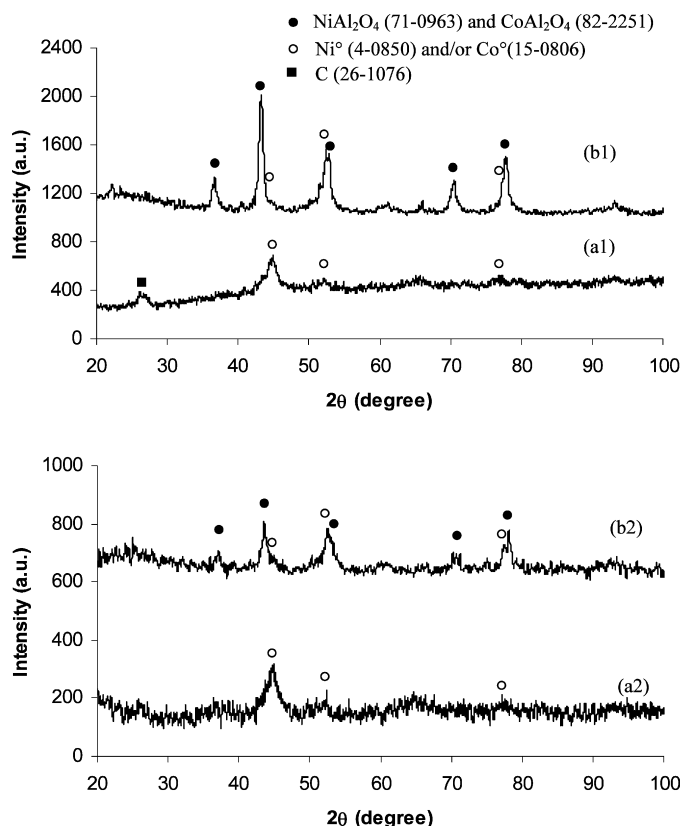 ● NiAl₂O₄ (71-0963) and CoAl₂O₄ (82-2251)
○ Ni° (4-0850) and/or Co°(15-0806)
■ C (26-1076)
2400
2000
1600
1200
800
400
0
Intensity (a.u.)
(b1)
(a1)
20 30 40 50 60 70 80 90 100
2θ (degree)
1000
800
600
400
200
0
Intensity (a.u.)
(b2)
(a2)
20 30 40 50 60 70 80 90 100
2θ (degree)